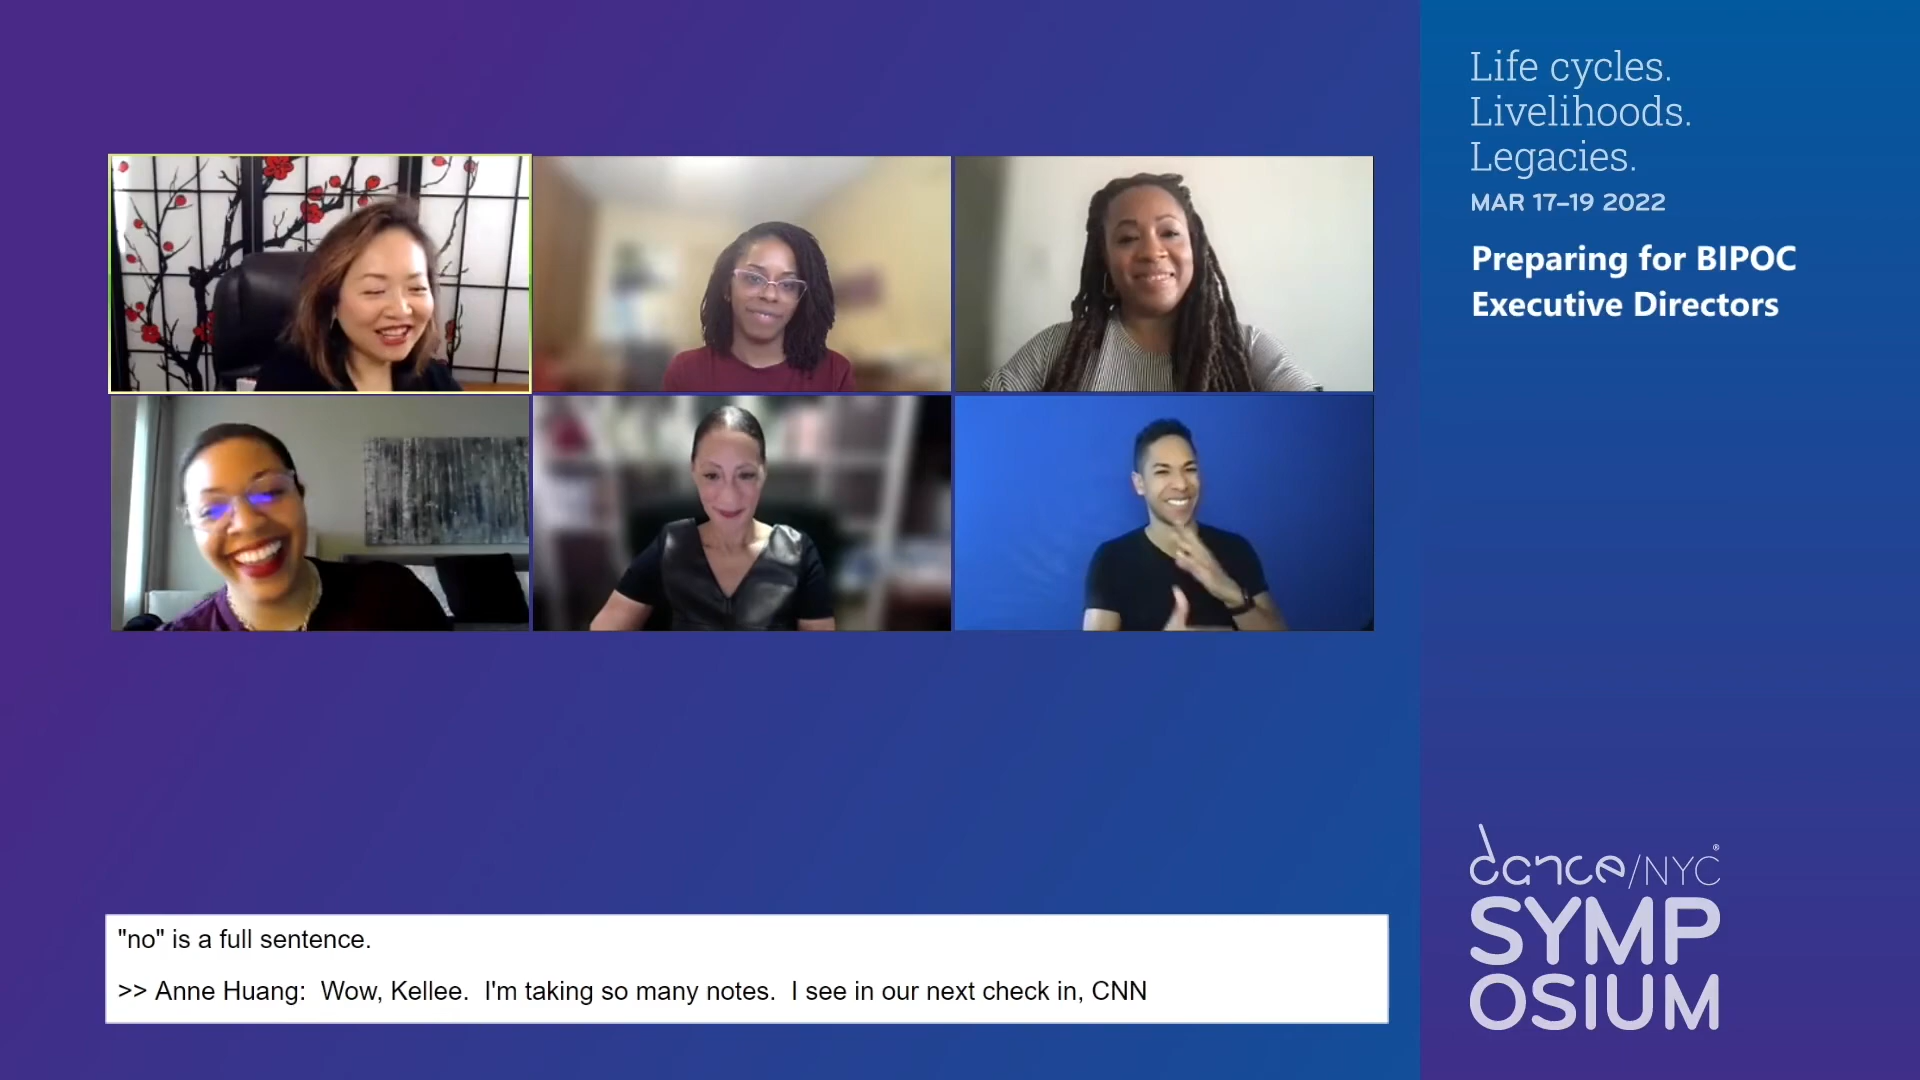 Life cycles.
Livelihoods.
Legacies.
MAR 17–19 2022
Preparing for BIPOC
Executive Directors
"no" is a full sentence.
>> Anne Huang:  Wow, Kellee.  I'm taking so many notes.  I see in our next check in, CNN
dance/NYC®
SYMP
OSIUM